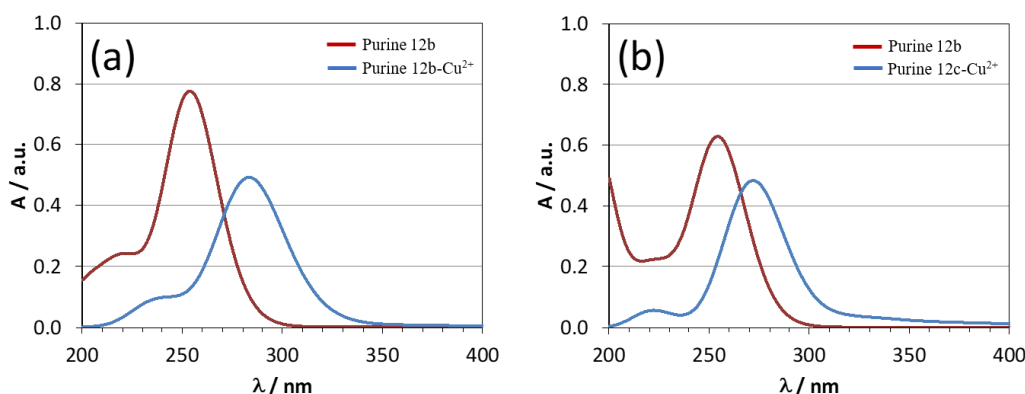 (a)
Purine 12b
Purine 12b-Cu²⁺
A / a.u.
1.0
0.8
0.6
0.4
0.2
0.0
200 250 300 350 400
λ / nm
(b)
Purine 12b
Purine 12c-Cu²⁺
A / a.u.
1.0
0.8
0.6
0.4
0.2
0.0
200 250 300 350 400
λ / nm